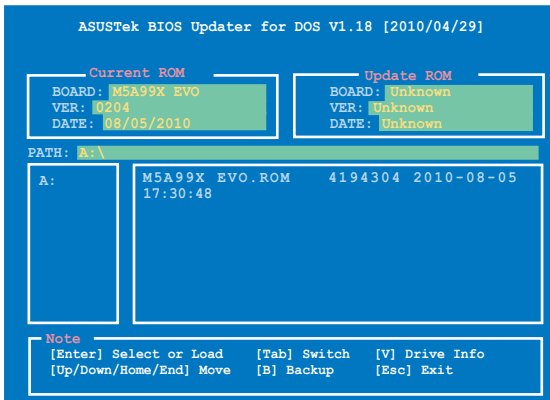 ASUSTek BIOS Updater for DOS V1.18 [2010/04/29]
Current ROM
BOARD: M5A99X EVO
VER: 0204
DATE: 08/05/2010
Update ROM
BOARD: Unknown
VER: Unknown
DATE: Unknown
PATH: A:\
A:
M5A99X EVO.ROM 4194304 2010-08-05
17:30:48
Note
[Enter] Select or Load [Tab] Switch [V] Drive Info
[Up/Down/Home/End] Move [B] Backup [Esc] Exit